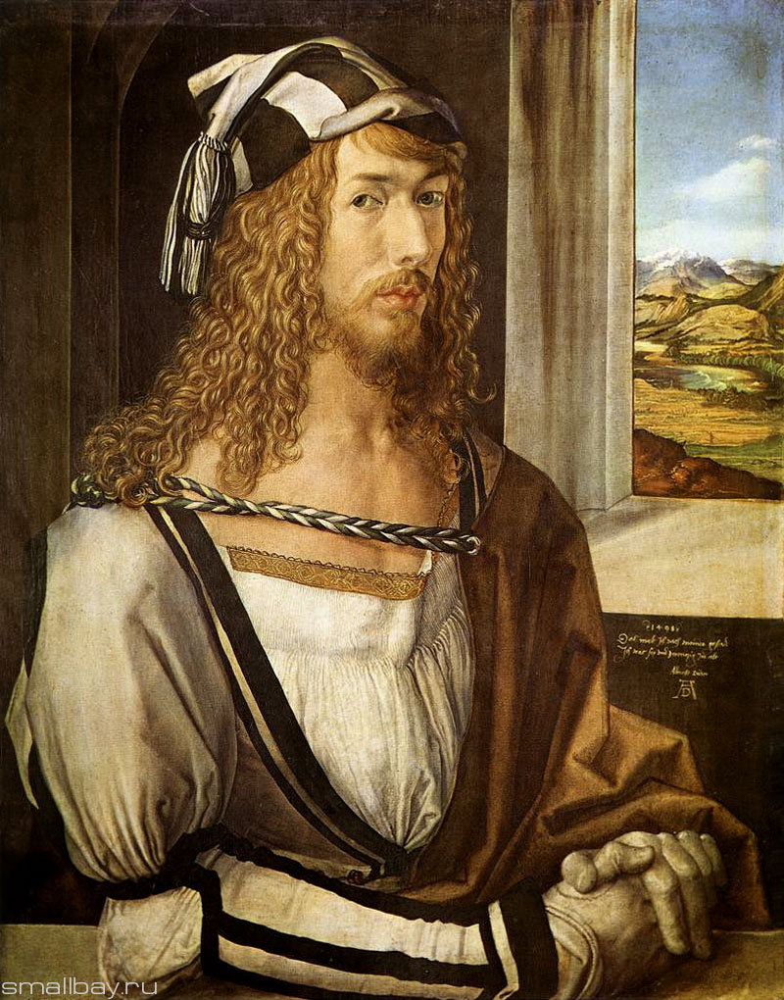 1498
Das malt Ich nach meiner gestalt
Ich war sex und zwenzig Jor alt
Albrecht Dürer
AD
smallbay.ru